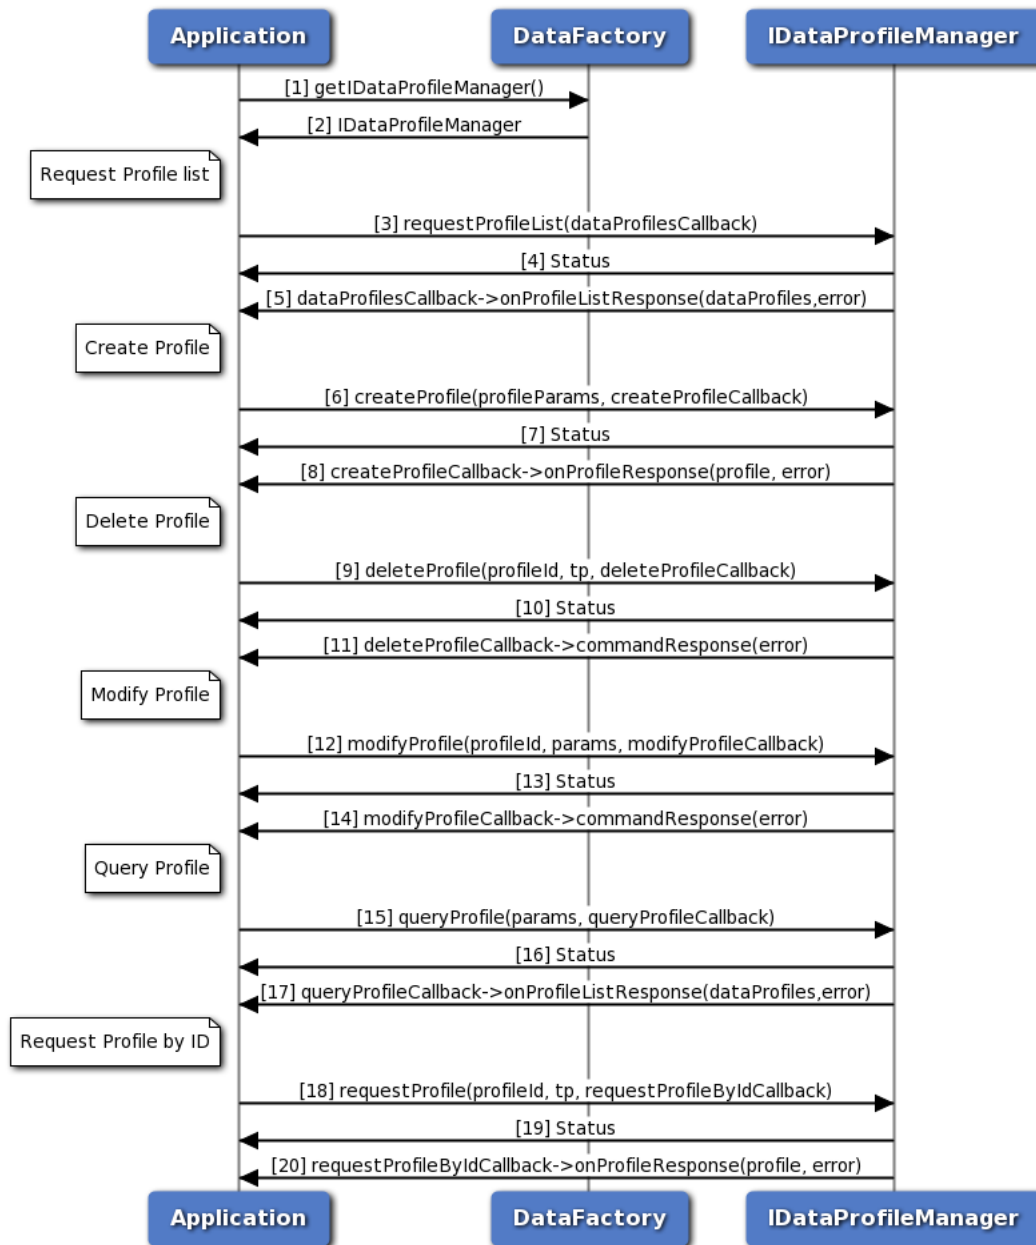 Application
DataFactory
IDataProfileManager
[1] getIDataProfileManager()
[2] IDataProfileManager
Request Profile list
[3] requestProfileList(dataProfilesCallback)
[4] Status
[5] dataProfilesCallback->onProfileListResponse(dataProfiles,error)
Create Profile
[6] createProfile(profileParams, createProfileCallback)
[7] Status
[8] createProfileCallback->onProfileResponse(profile, error)
Delete Profile
[9] deleteProfile(profileId, tp, deleteProfileCallback)
[10] Status
[11] deleteProfileCallback->commandResponse(error)
Modify Profile
[12] modifyProfile(profileId, params, modifyProfileCallback)
[13] Status
[14] modifyProfileCallback->commandResponse(error)
Query Profile
[15] queryProfile(params, queryProfileCallback)
[16] Status
[17] queryProfileCallback->onProfileListResponse(dataProfiles,error)
Request Profile by ID
[18] requestProfile(profileId, tp, requestProfileByIdCallback)
[19] Status
[20] requestProfileByIdCallback->onProfileResponse(profile, error)
Application
DataFactory
IDataProfileManager